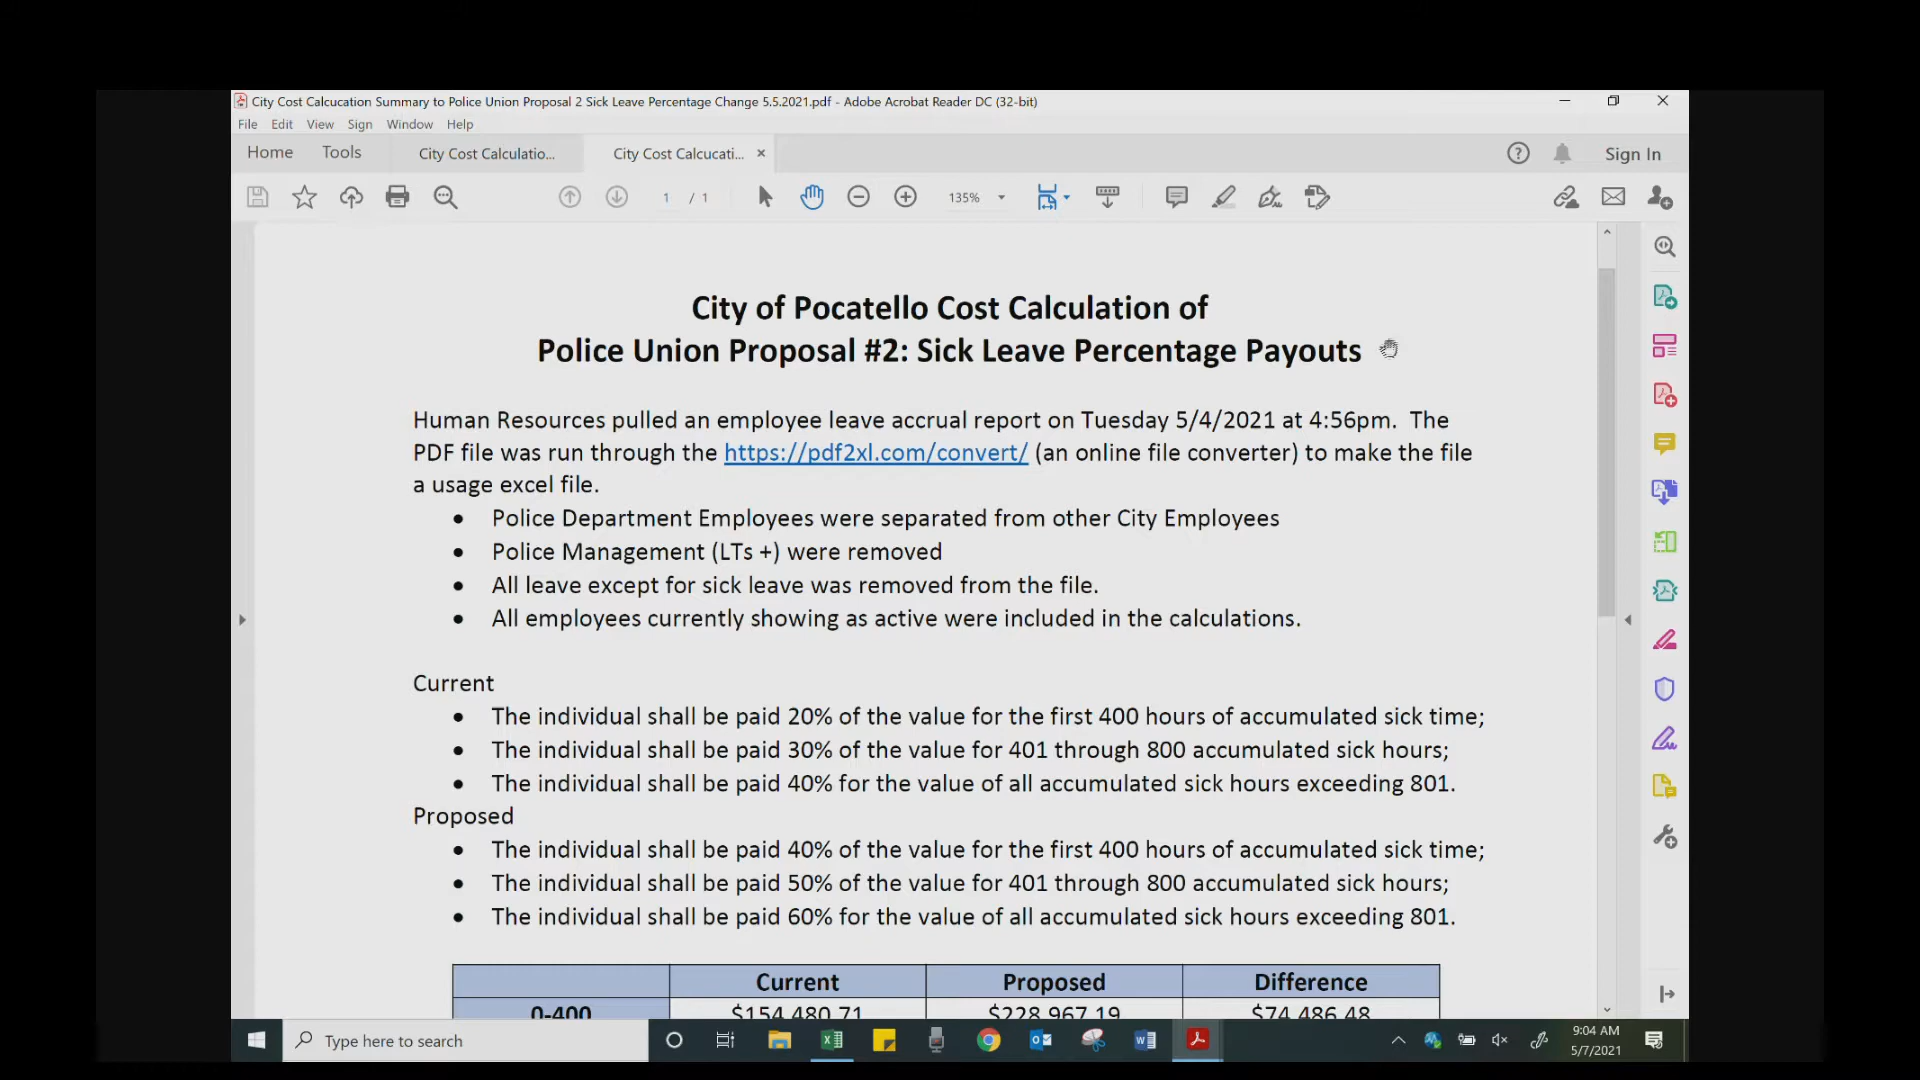 City Cost Calcucation Summary to Police Union Proposal 2 Sick Leave Percentage Change 5.5.2021.pdf - Adobe Acrobat Reader DC (32-bit)
File Edit View Sign Window Help
Home Tools City Cost Calculatio... City Cost Calcucati... × Sign In
1 / 1 135%
City of Pocatello Cost Calculation of
Police Union Proposal #2: Sick Leave Percentage Payouts
Human Resources pulled an employee leave accrual report on Tuesday 5/4/2021 at 4:56pm. The
PDF file was run through the https://pdf2xl.com/convert/ (an online file converter) to make the file
a usage excel file.
• Police Department Employees were separated from other City Employees
• Police Management (LTs +) were removed
• All leave except for sick leave was removed from the file.
• All employees currently showing as active were included in the calculations.
Current
• The individual shall be paid 20% of the value for the first 400 hours of accumulated sick time;
• The individual shall be paid 30% of the value for 401 through 800 accumulated sick hours;
• The individual shall be paid 40% for the value of all accumulated sick hours exceeding 801.
Proposed
• The individual shall be paid 40% of the value for the first 400 hours of accumulated sick time;
• The individual shall be paid 50% of the value for 401 through 800 accumulated sick hours;
• The individual shall be paid 60% for the value of all accumulated sick hours exceeding 801.
Current Proposed Difference
0-400 $154,480.71 $228,967.19 $74,486.48
Type here to search
9:04 AM
5/7/2021